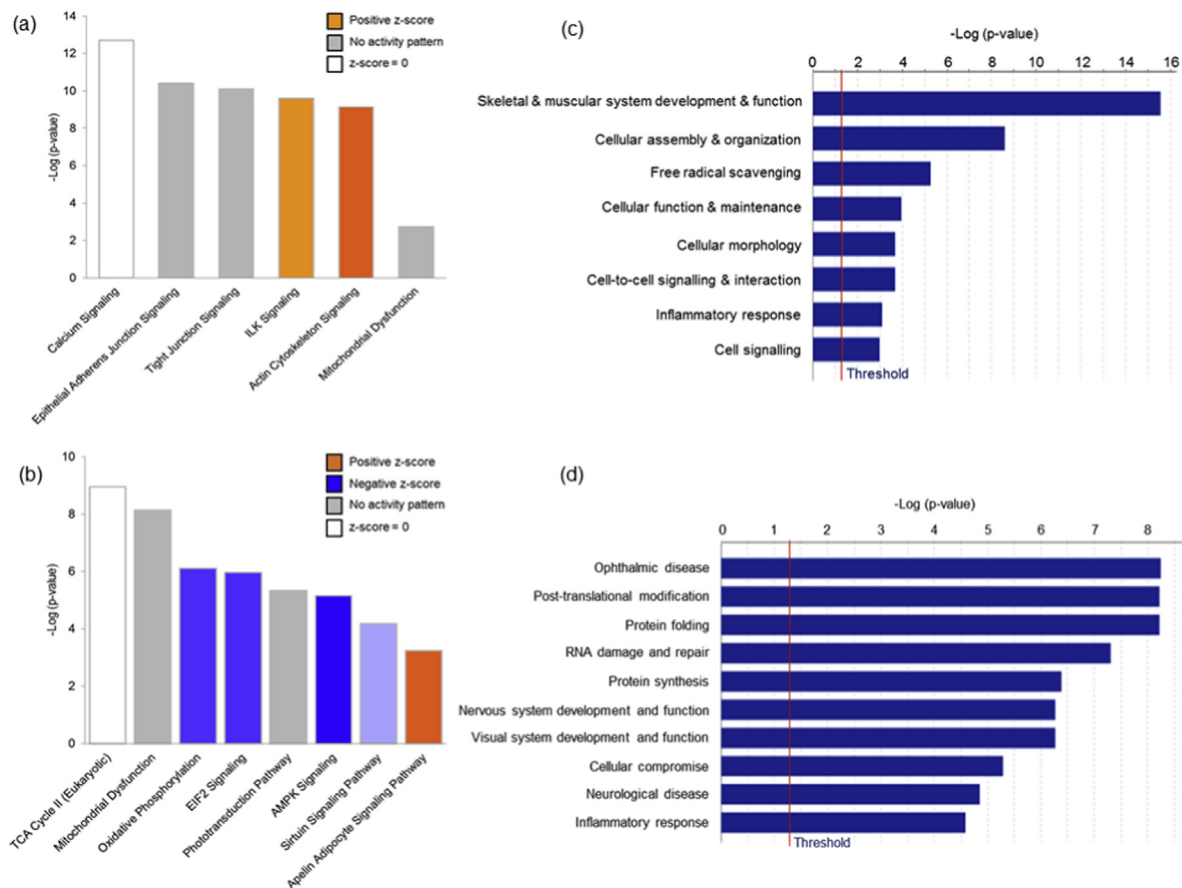 (a)
14
12
10
8
6
4
2
0
-Log (p-value)
Positive z-score
No activity pattern
z-score = 0
Calcium Signaling
Epithelial Adherens Junction Signaling
Tight Junction Signaling
ILK Signaling
Actin Cytoskeleton Signaling
Mitochondrial Dysfunction
(c)
-Log (p-value)
0 2 4 6 8 10 12 14 16
Skeletal & muscular system development & function
Cellular assembly & organization
Free radical scavenging
Cellular function & maintenance
Cellular morphology
Cell-to-cell signalling & interaction
Inflammatory response
Cell signalling
Threshold
(b)
10
8
6
4
2
0
-Log (p-value)
Positive z-score
Negative z-score
No activity pattern
z-score = 0
TCA Cycle II (Eukaryotic)
Mitochondrial Dysfunction
Oxidative Phosphorylation
EIF2 Signaling
Phototransduction Pathway
AMPK Signaling
Sirtuin Signaling Pathway
Apelin Adipocyte Signaling Pathway
(d)
-Log (p-value)
0 1 2 3 4 5 6 7 8
Ophthalmic disease
Post-translational modification
Protein folding
RNA damage and repair
Protein synthesis
Nervous system development and function
Visual system development and function
Cellular compromise
Neurological disease
Inflammatory response
Threshold